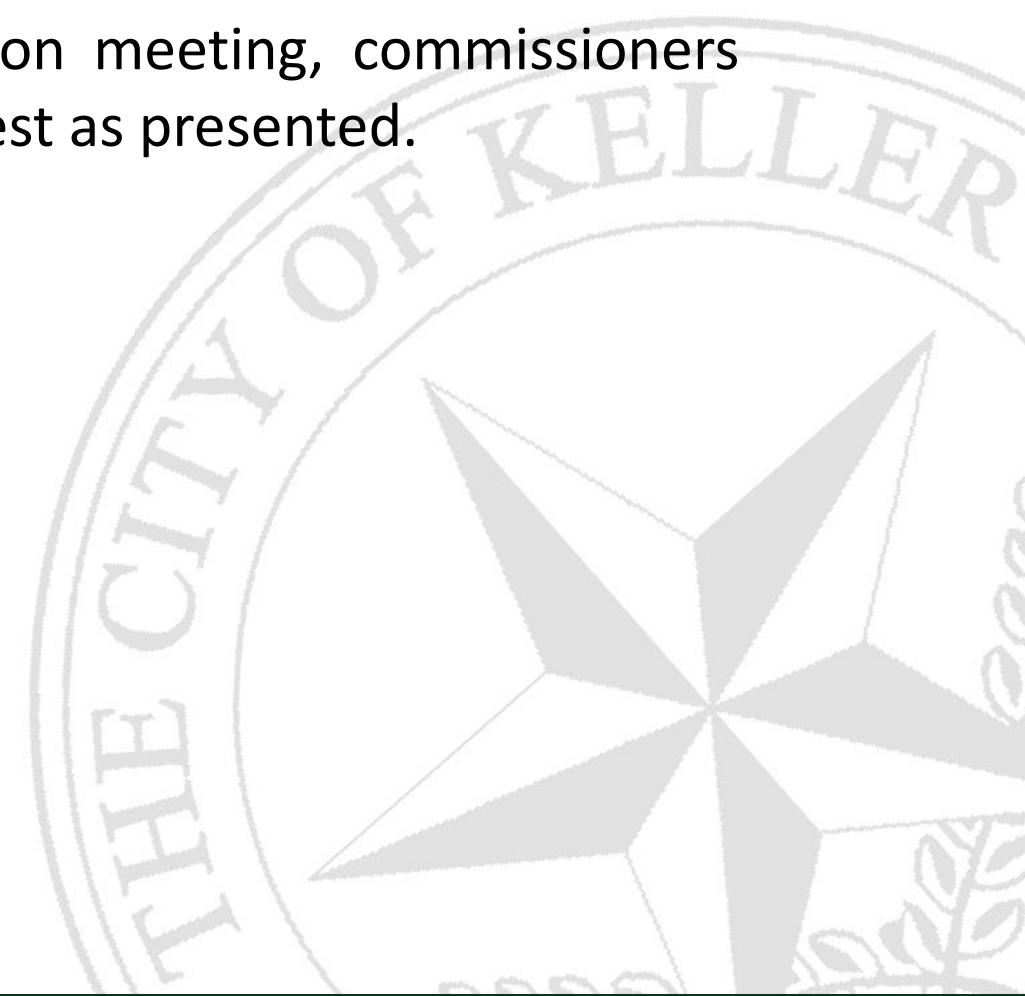 on meeting, commissioners
est as presented.
THE CITY OF KELLER